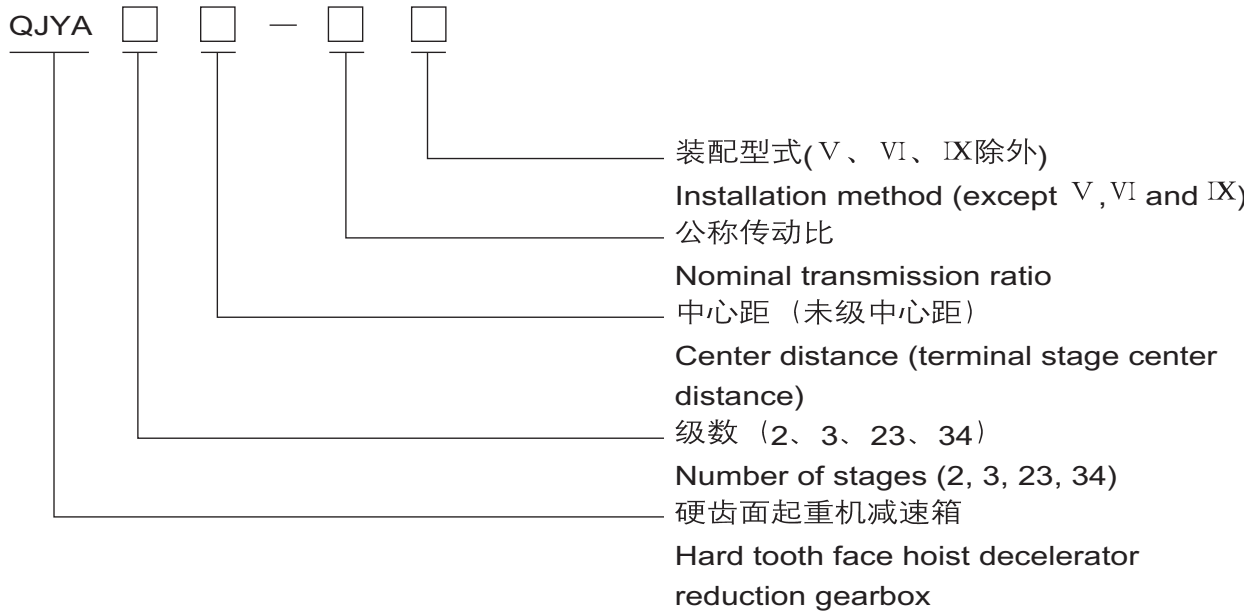 QJYA □ □ — □ □
装配型式(Ⅴ、Ⅵ、Ⅸ除外)
Installation method (except Ⅴ,Ⅵ and Ⅸ)
公称传动比
Nominal transmission ratio
中心距（未级中心距）
Center distance (terminal stage center
distance)
级数（2、3、23、34）
Number of stages (2, 3, 23, 34)
硬齿面起重机减速箱
Hard tooth face hoist decelerator
reduction gearbox